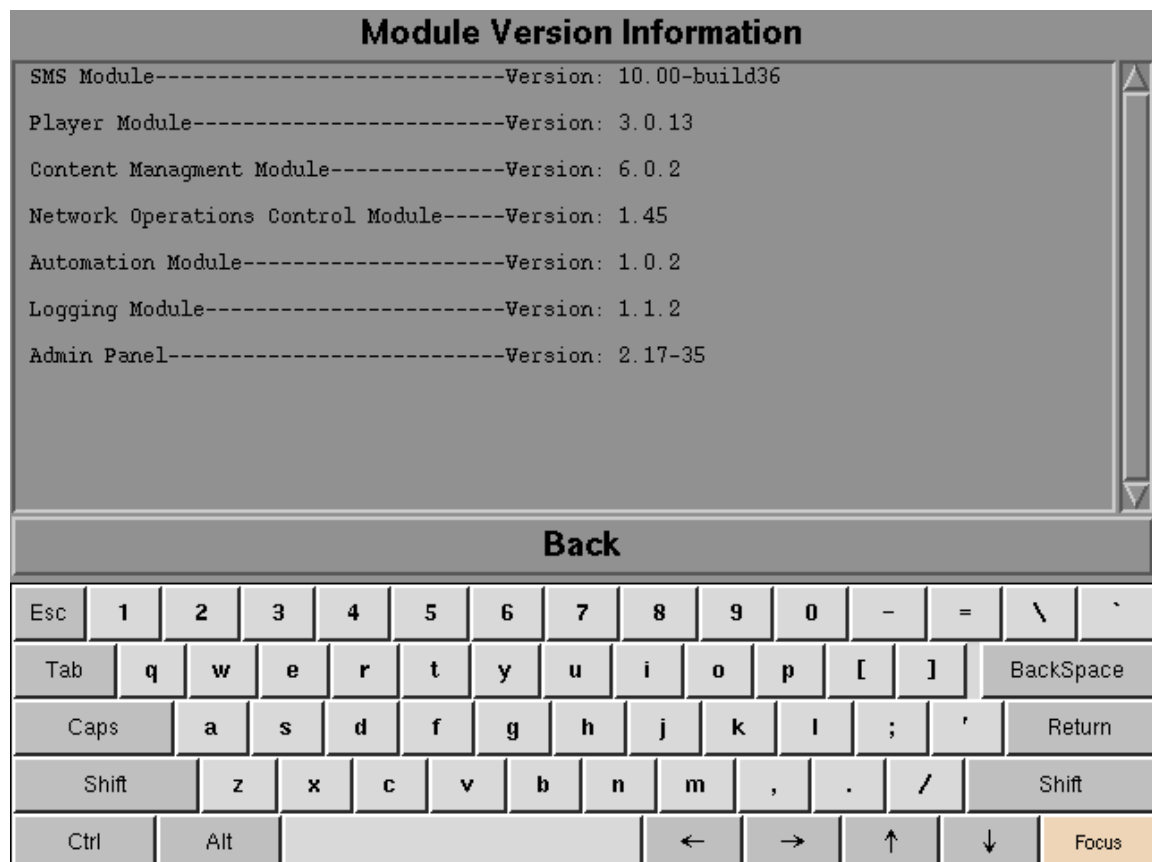 Module Version Information
SMS Module----------------------------Version: 10.00-build36
Player Module-------------------------Version: 3.0.13
Content Managment Module--------------Version: 6.0.2
Network Operations Control Module-----Version: 1.45
Automation Module---------------------Version: 1.0.2
Logging Module------------------------Version: 1.1.2
Admin Panel---------------------------Version: 2.17-35
Back
Esc 1 2 3 4 5 6 7 8 9 0 - = \ `
Tab q w e r t y u i o p [ ] BackSpace
Caps a s d f g h j k l ; ' Return
Shift z x c v b n m , . / Shift
Ctrl Alt ← → ↑ ↓ Focus